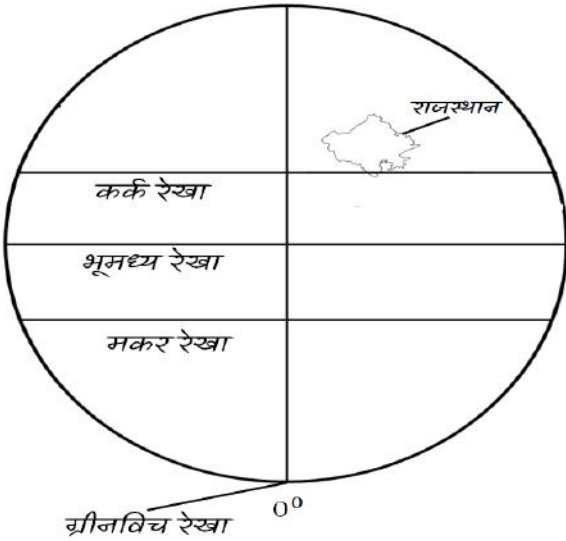 राजस्थान
कर्क रेखा
भूमध्य रेखा
मकर रेखा
0⁰
ग्रीनविच रेखा